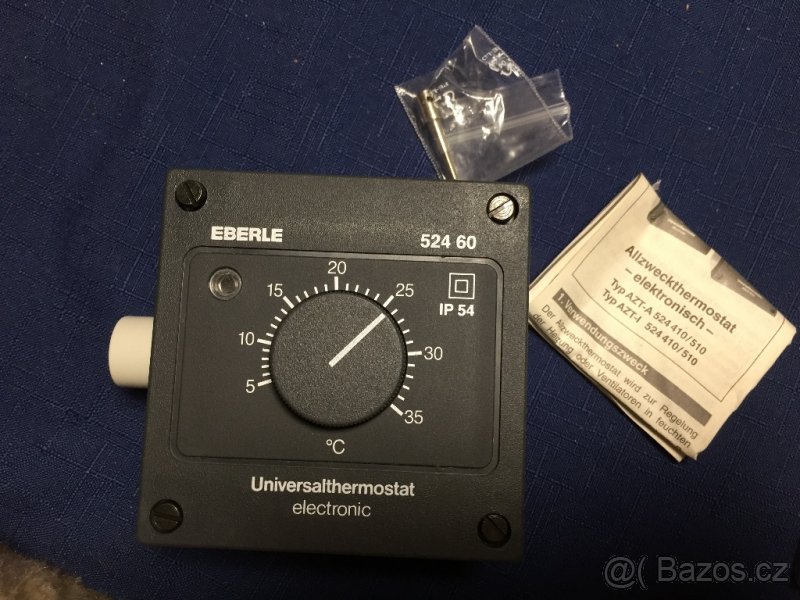 EBERLE
524 60
20
15
25
10
30
5
35
IP 54
°C
Universalthermostat
electronic
Allzweckthermostat
– elektronisch –
Typ AZT-A 524 410/510
Typ AZT-I 524 410/510
1. Verwendungszweck
Der Allzweckthermostat wird zur Regelung
der Heizung oder Ventilatoren in feuchten
@( Bazos.cz